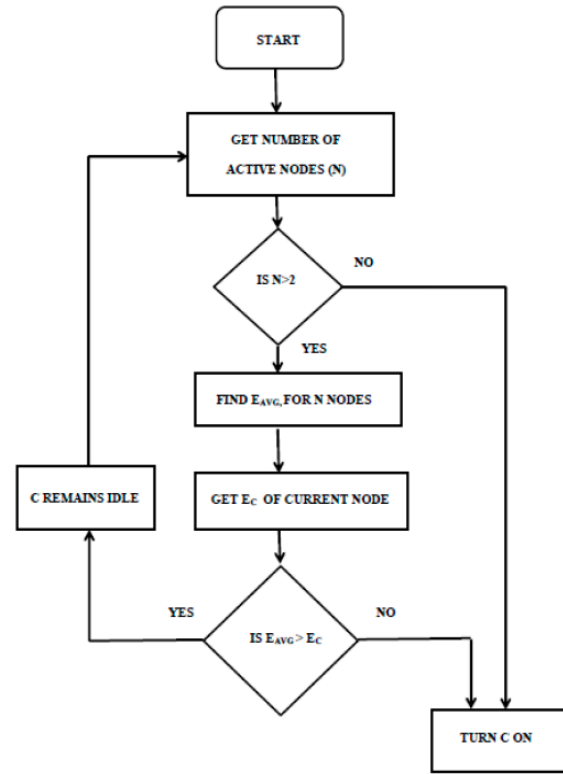 START
GET NUMBER OF
ACTIVE NODES (N)
IS N>2
NO
YES
FIND EAVG, FOR N NODES
C REMAINS IDLE
GET EC OF CURRENT NODE
YES
NO
IS EAVG > EC
TURN C ON